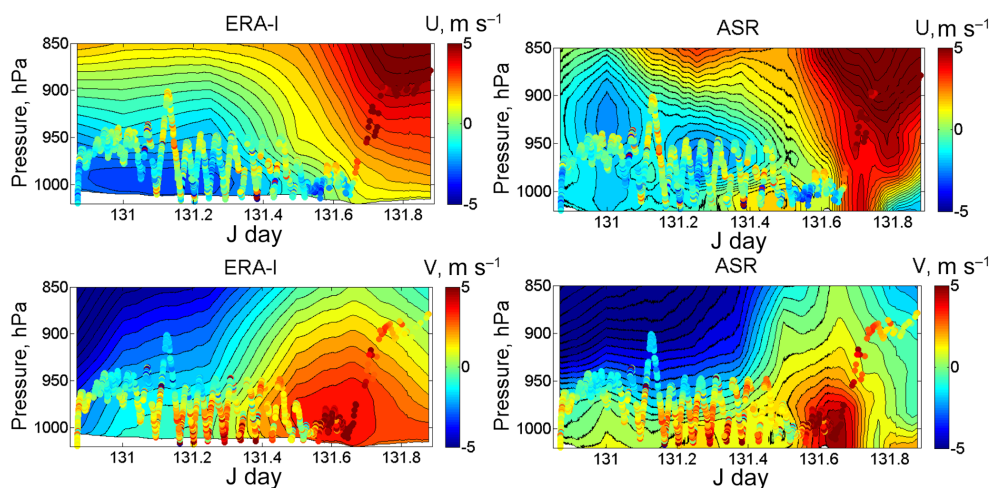 ERA-I U, m s⁻¹ ASR U, m s⁻¹
850 5 850 5
Pressure, hPa
900
950
1000
0
-5
131 131.2 131.4 131.6 131.8
J day
Pressure, hPa
900
950
1000
0
-5
131 131.2 131.4 131.6 131.8
J day
ERA-I V, m s⁻¹ ASR V, m s⁻¹
850 5 850 5
Pressure, hPa
900
950
1000
0
-5
131 131.2 131.4 131.6 131.8
J day
Pressure, hPa
900
950
1000
0
-5
131 131.2 131.4 131.6 131.8
J day